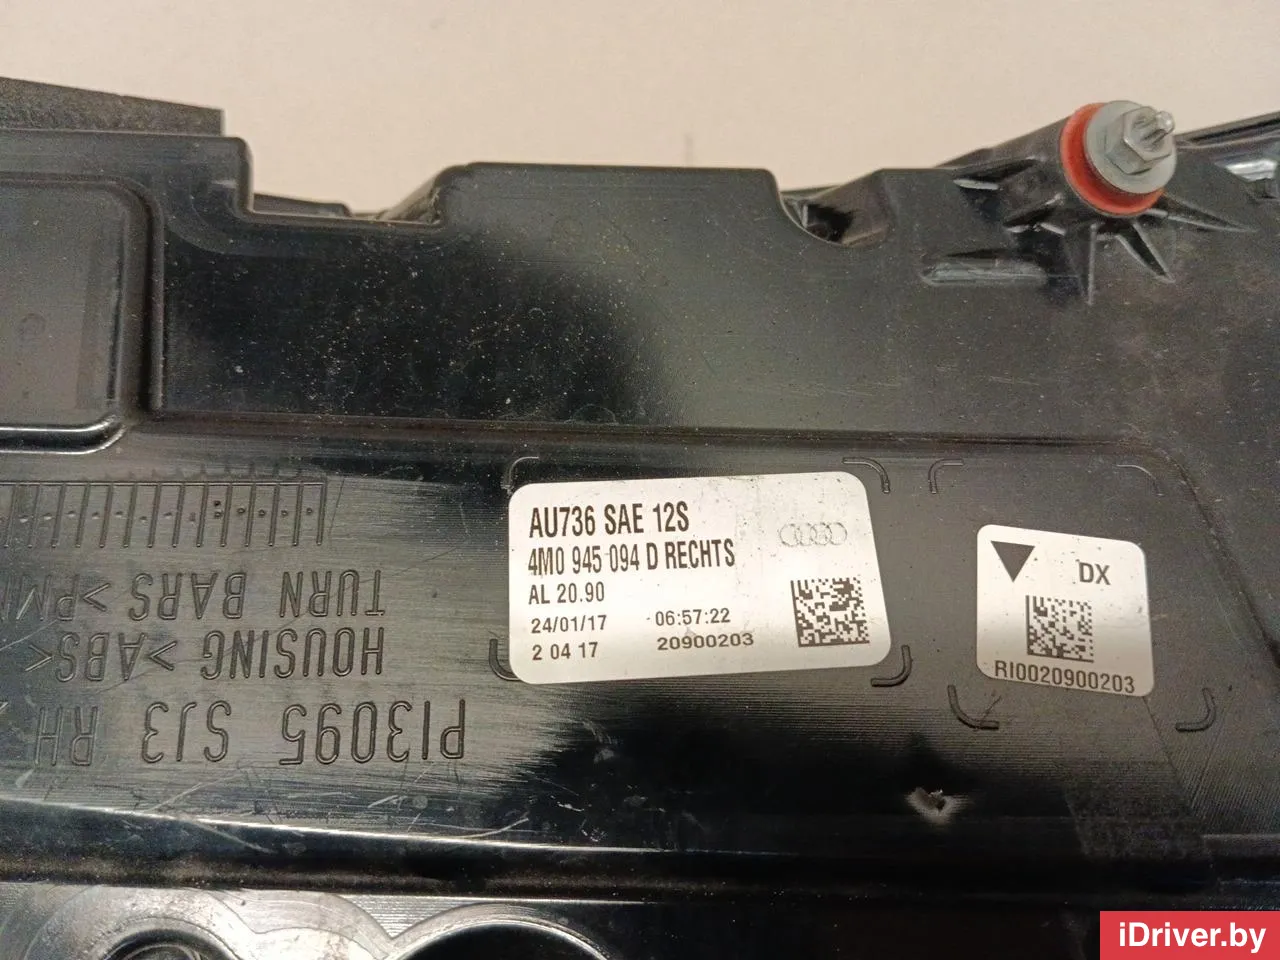 AU736 SAE 12S
4M0 945 094 D RECHTS
AL 20.90
24/01/17 06:57:22
2 04 17 20900203
DX
RI0020900203
PI3095 SJ3 RH
HOUSING >ABS<
TURN BARS >PM
iDriver.by